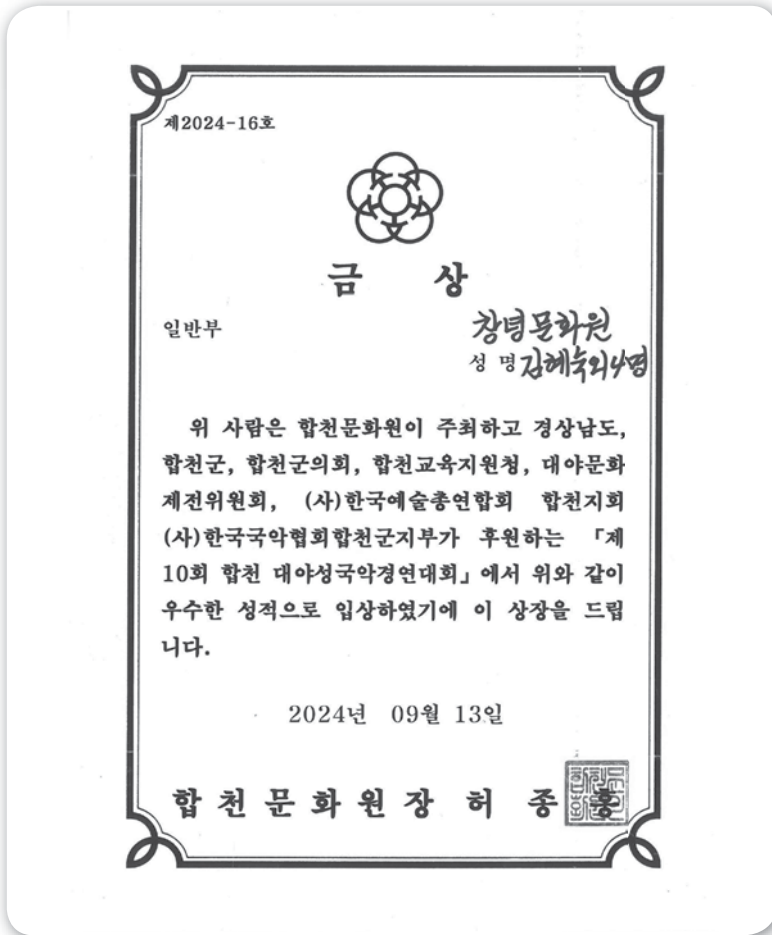 제2024-16호
금 상
일반부
창녕문화원
성 명 김혜숙외4명
위 사람은 합천문화원이 주최하고 경상남도,
합천군, 합천군의회, 합천교육지원청, 대야문화
제전위원회, (사)한국예술총연합회 합천지회
(사)한국국악협회합천군지부가 후원하는 「제
10회 합천 대야성국악경연대회」에서 위와 같이
우수한 성적으로 입상하였기에 이 상장을 드립
니다.
2024년 09월 13일
합천문화원장 허 종 홍